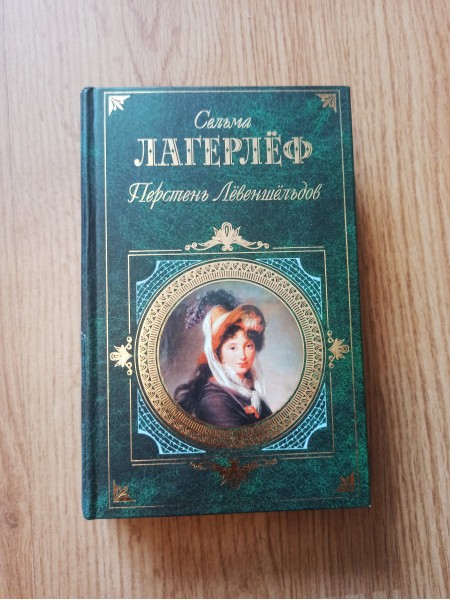 Сельма
ЛАГЕРЛЁФ
Перстень Лёвеншёльдов